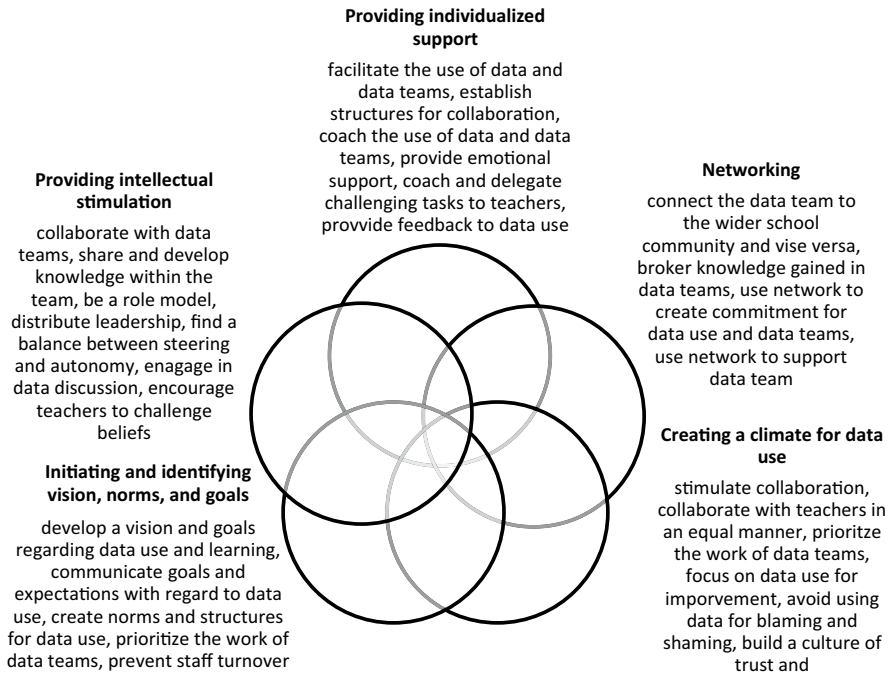 Providing individualized
support
facilitate the use of data and
data teams, establish
structures for collaboration,
coach the use of data and data
teams, provide emotional
support, coach and delegate
challenging tasks to teachers,
provvide feedback to data use
Providing intellectual
stimulation
collaborate with data
teams, share and develop
knowledge within the
team, be a role model,
distribute leadership, find a
balance between steering
and autonomy, enagage in
data discussion, encourage
teachers to challenge
beliefs
Networking
connect the data team to
the wider school
community and vise versa,
broker knowledge gained in
data teams, use network to
create commitment for
data use and data teams,
use network to support
data team
Initiating and identifying
vision, norms, and goals
develop a vision and goals
regarding data use and learning,
communicate goals and
expectations with regard to data
use, create norms and structures
for data use, prioritize the work of
data teams, prevent staff turnover
Creating a climate for data
use
stimulate collaboration,
collaborate with teachers in
an equal manner, prioritze
the work of data teams,
focus on data use for
imporvement, avoid using
data for blaming and
shaming, build a culture of
trust and